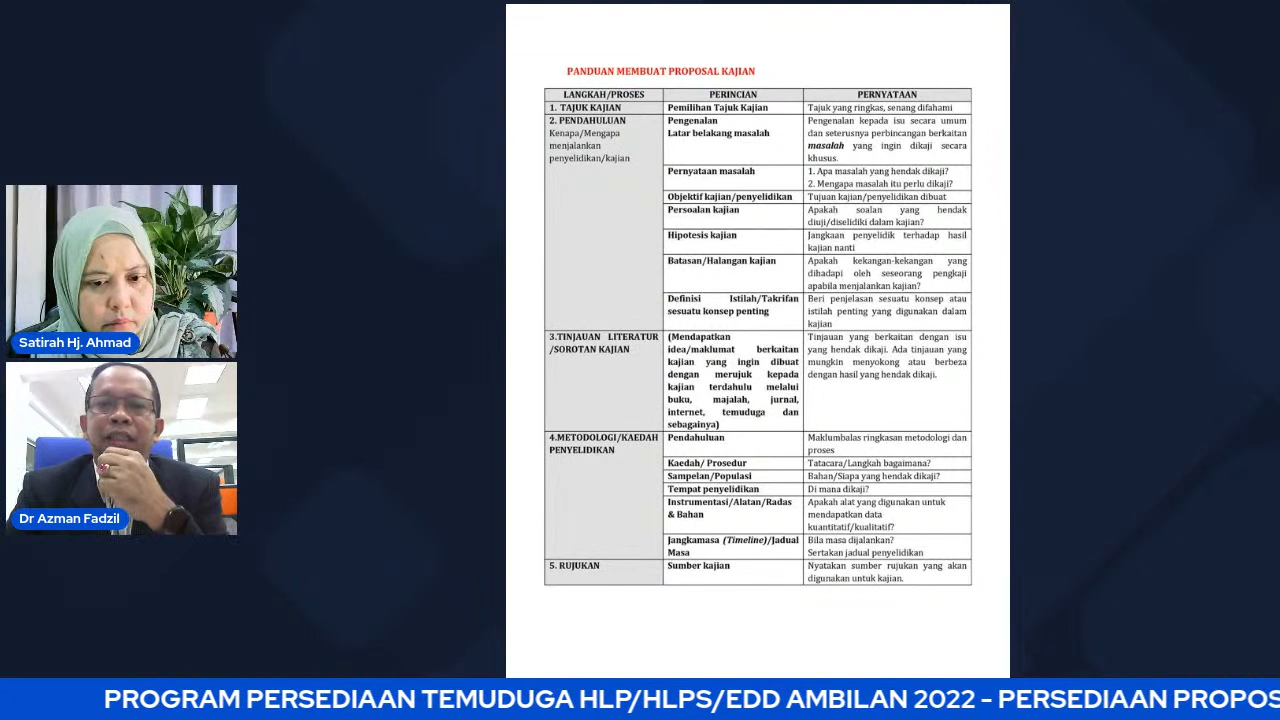 PANDUAN MEMBUAT PROPOSAL KAJIAN
LANGKAH/PROSES PERINCIAN PERNYATAAN
1. TAJUK KAJIAN
Pemilihan Tajuk Kajian
Tajuk yang ringkas, senang difahami
2. PENDAHULUAN
Kenapa/Mengapa
menjalankan
penyelidikan/kajian
Pengenalan
Latar belakang masalah
Pengenalan kepada isu secara umum
dan seterusnya perbincangan berkaitan
masalah yang ingin dikaji secara
khusus.
Pernyataan masalah
1. Apa masalah yang hendak dikaji?
2. Mengapa masalah itu perlu dikaji?
Objektif kajian/penyelidikan
Tujuan kajian/penyelidikan dibuat
Persoalan kajian
Apakah soalan yang hendak
diuji/diselidiki dalam kajian?
Hipotesis kajian
Jangkaan penyelidik terhadap hasil
kajian nanti
Batasan/Halangan kajian
Apakah kekangan-kekangan yang
dihadapi oleh seseorang pengkaji
apabila menjalankan kajian?
Definisi Istilah/Takrifan
sesuatu konsep penting
Beri penjelasan sesuatu konsep atau
istilah penting yang digunakan dalam
kajian
3.TINJAUAN LITERATUR
/SOROTAN KAJIAN
(Mendapatkan
idea/maklumat berkaitan
kajian yang ingin dibuat
dengan merujuk kepada
kajian terdahulu melalui
buku, majalah, jurnal,
internet, temuduga dan
sebagainya)
Tinjauan yang berkaitan dengan isu
yang hendak dikaji. Ada tinjauan yang
mungkin menyokong atau berbeza
dengan hasil yang hendak dikaji.
4.METODOLOGI/KAEDAH
PENYELIDIKAN
Pendahuluan
Maklumbalas ringkasan metodologi dan
proses
Kaedah/ Prosedur
Tatacara/Langkah bagaimana?
Sampelan/Populasi
Bahan/Siapa yang hendak dikaji?
Tempat penyelidikan
Di mana dikaji?
Instrumentasi/Alatan/Radas
& Bahan
Apakah alat yang digunakan untuk
mendapatkan data
kuantitatif/kualitatif?
Jangkamasa (Timeline)/Jadual
Masa
Bila masa dijalankan?
Sertakan jadual penyelidikan
5. RUJUKAN
Sumber kajian
Nyatakan sumber rujukan yang akan
digunakan untuk kajian.
Satirah Hj. Ahmad
Dr Azman Fadzil
PROGRAM PERSEDIAAN TEMUDUGA HLP/HLPS/EDD AMBILAN 2022 - PERSEDIAAN PROPOS